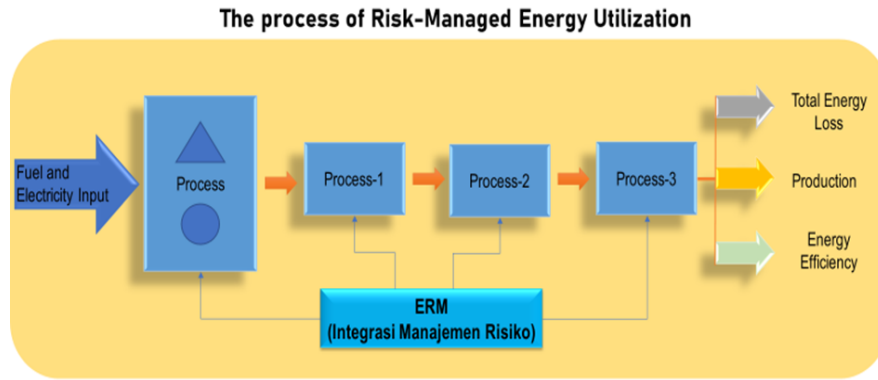 The process of Risk-Managed Energy Utilization
Fuel and
Electricity Input
Process
Process-1
Process-2
Process-3
Total Energy
Loss
Production
Energy
Efficiency
ERM
(Integrasi Manajemen Risiko)